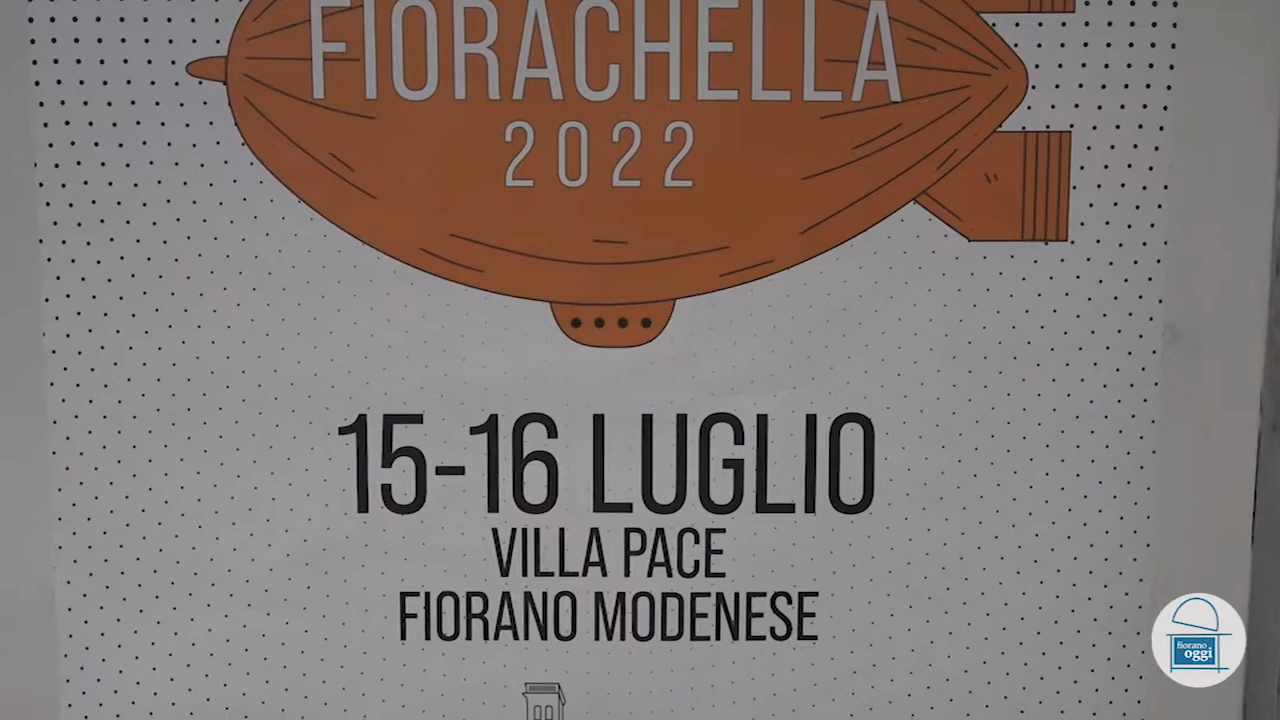 FIORACHELLA
2022
15-16 LUGLIO
VILLA PACE
FIORANO MODENESE
fiorano
oggi